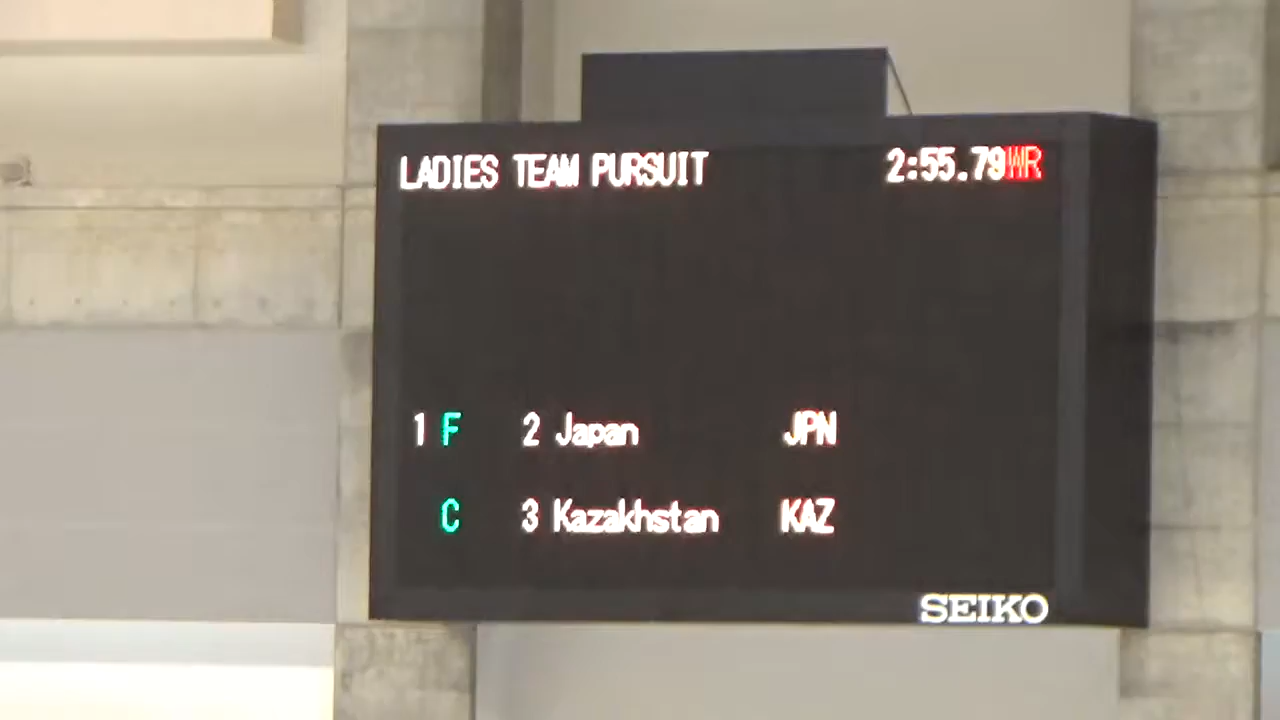 LADIES TEAM PURSUIT 2:55.79WR
1 F 2 Japan JPN
C 3 Kazakhstan KAZ
SEIKO